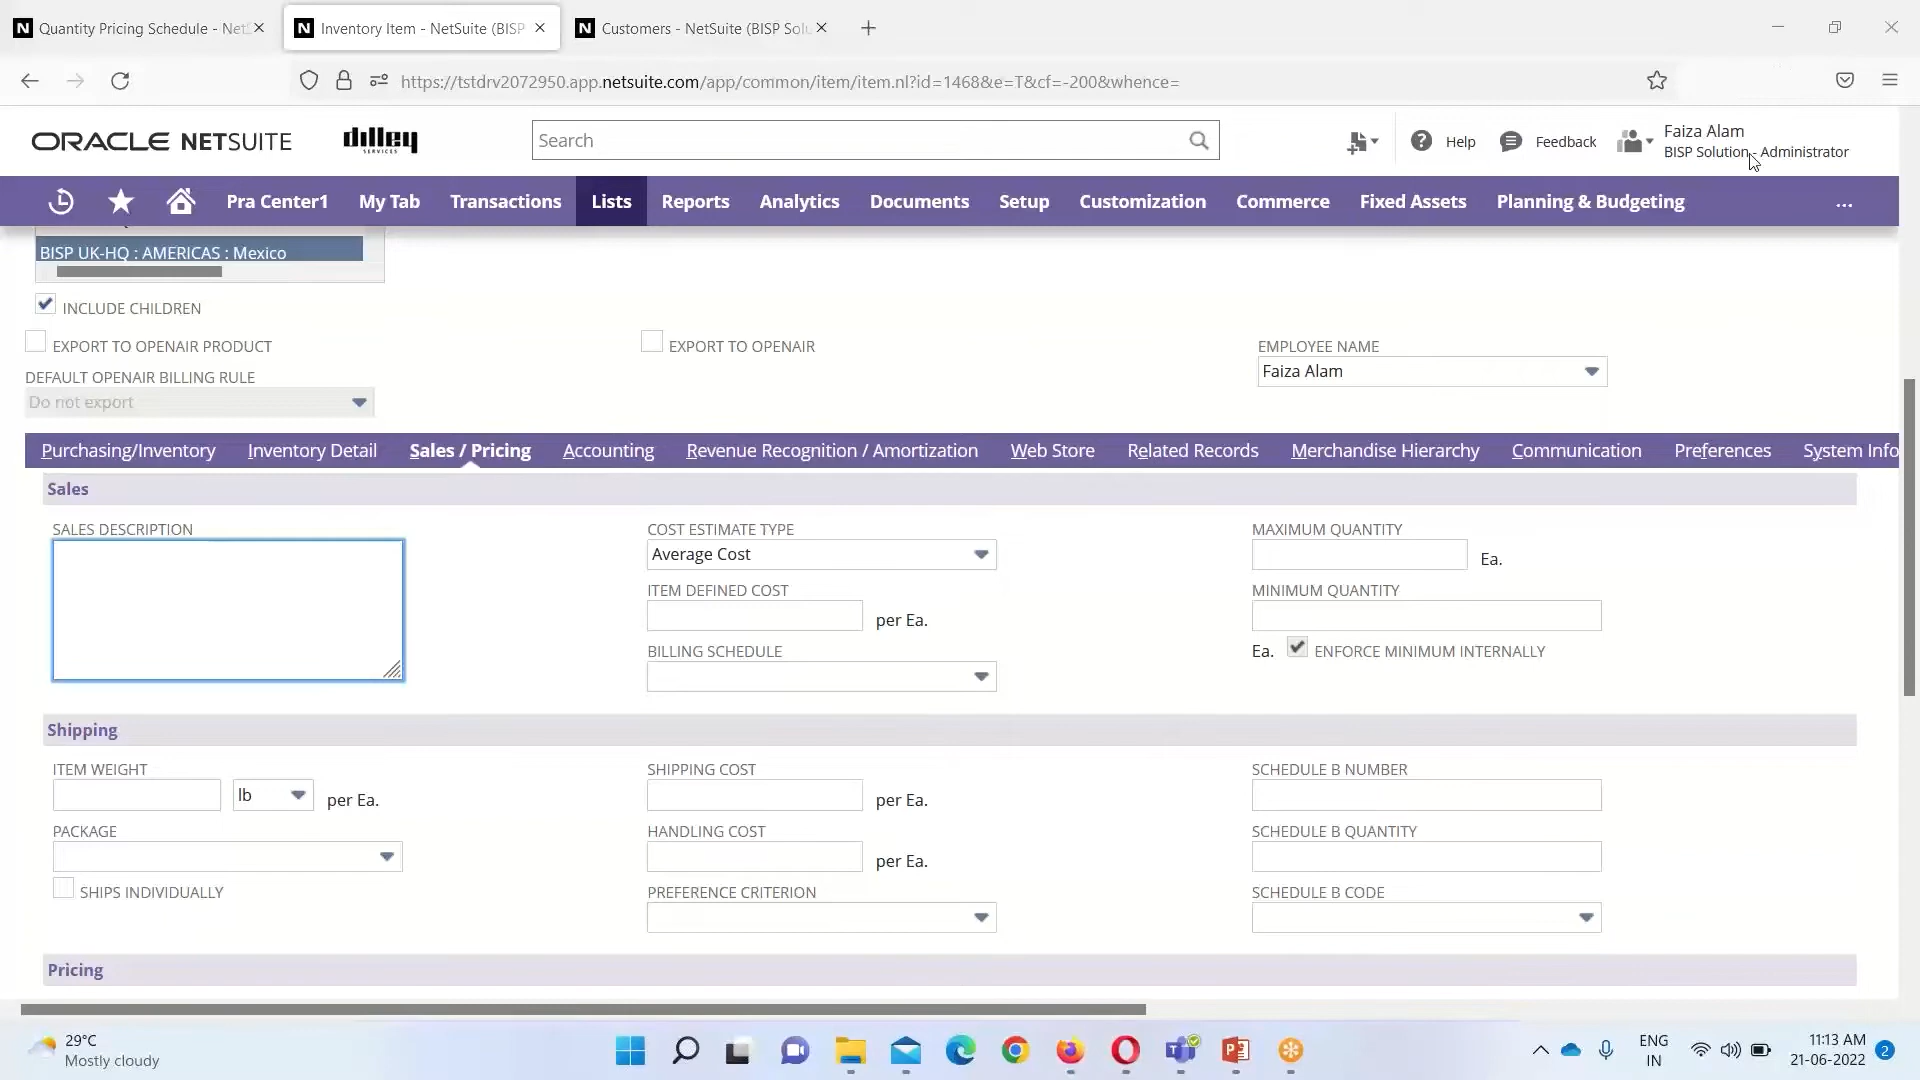 Quantity Pricing Schedule - Net
Inventory Item - NetSuite (BISP
Customers - NetSuite (BISP Solu
https://tstdrv2072950.app.netsuite.com/app/common/item/item.nl?id=1468&e=T&cf=-200&whence=
ORACLE NETSUITE
dilley
SERVICES
Search
Help
Feedback
Faiza Alam
BISP Solution - Administrator
Pra Center1
My Tab
Transactions
Lists
Reports
Analytics
Documents
Setup
Customization
Commerce
Fixed Assets
Planning & Budgeting
...
BISP UK-HQ : AMERICAS : Mexico
INCLUDE CHILDREN
EXPORT TO OPENAIR PRODUCT
EXPORT TO OPENAIR
EMPLOYEE NAME
Faiza Alam
DEFAULT OPENAIR BILLING RULE
Do not export
Purchasing/Inventory
Inventory Detail
Sales / Pricing
Accounting
Revenue Recognition / Amortization
Web Store
Related Records
Merchandise Hierarchy
Communication
Preferences
System Info
Sales
SALES DESCRIPTION
COST ESTIMATE TYPE
Average Cost
ITEM DEFINED COST
per Ea.
BILLING SCHEDULE
MAXIMUM QUANTITY
Ea.
MINIMUM QUANTITY
Ea. ENFORCE MINIMUM INTERNALLY
Shipping
ITEM WEIGHT
lb
per Ea.
PACKAGE
SHIPS INDIVIDUALLY
SHIPPING COST
per Ea.
HANDLING COST
per Ea.
PREFERENCE CRITERION
SCHEDULE B NUMBER
SCHEDULE B QUANTITY
SCHEDULE B CODE
Pricing
29°C
Mostly cloudy
ENG
IN
11:13 AM
21-06-2022
2